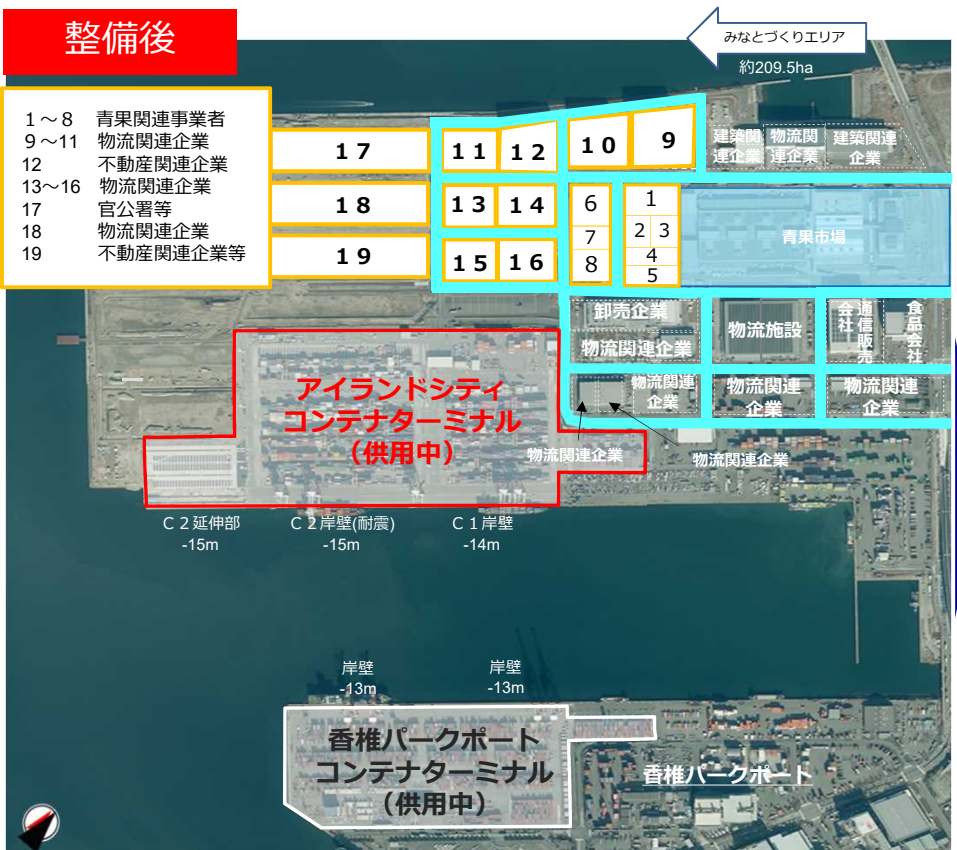 整備後
みなとづくりエリア
約209.5ha
1～8 青果関連事業者
9～11 物流関連企業
12 不動産関連企業
13～16 物流関連企業
17 官公署等
18 物流関連企業
19 不動産関連企業等
17
11
12
10
9
建築関
連企業
物流関
連企業
建築関連
企業
18
13
14
6
7
8
1
2
3
4
5
青果市場
19
15
16
卸売企業
物流関連企業
物流施設
通信販売
会社
食品会社
物流関連
企業
物流関連
企業
物流関連
企業
物流関連企業
物流関連企業
アイランドシティ
コンテナターミナル
（供用中）
C２延伸部
-15m
C２岸壁(耐震)
-15m
C１岸壁
-14m
岸壁
-13m
岸壁
-13m
香椎パークポート
コンテナターミナル
（供用中）
香椎パークポート